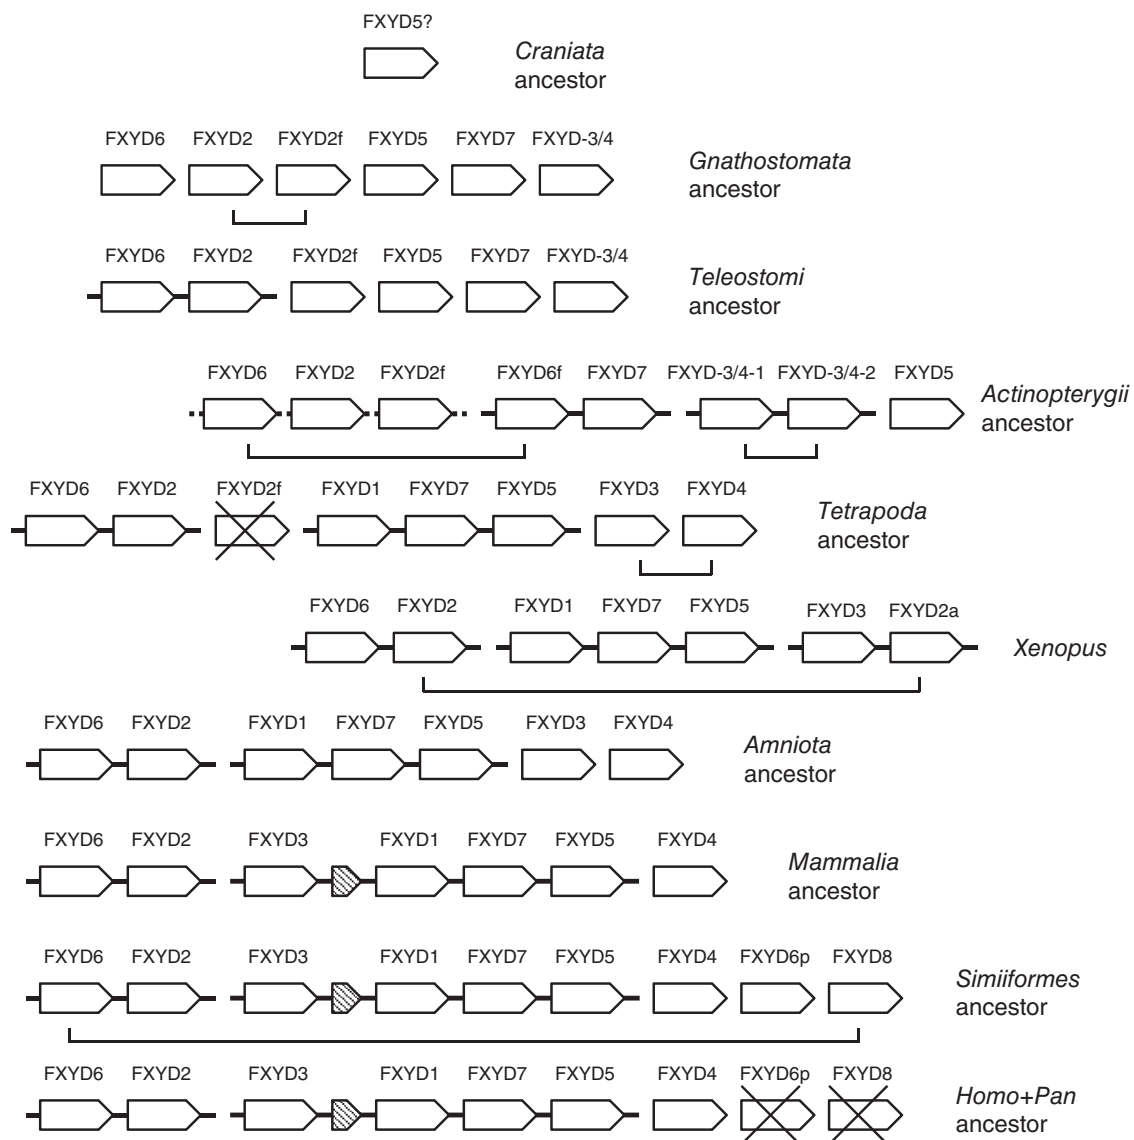 FXYD5?
Craniata
ancestor
FXYD6 FXYD2 FXYD2f FXYD5 FXYD7 FXYD-3/4
Gnathostomata
ancestor
FXYD6 FXYD2 FXYD2f FXYD5 FXYD7 FXYD-3/4
Teleostomi
ancestor
FXYD6 FXYD2 FXYD2f FXYD6f FXYD7 FXYD-3/4-1 FXYD-3/4-2 FXYD5
Actinopterygii
ancestor
FXYD6 FXYD2 FXYD2f FXYD1 FXYD7 FXYD5 FXYD3 FXYD4
Tetrapoda
ancestor
FXYD6 FXYD2 FXYD1 FXYD7 FXYD5 FXYD3 FXYD2a
Xenopus
FXYD6 FXYD2 FXYD1 FXYD7 FXYD5 FXYD3 FXYD4
Amniota
ancestor
FXYD6 FXYD2 FXYD3 FXYD1 FXYD7 FXYD5 FXYD4
Mammalia
ancestor
FXYD6 FXYD2 FXYD3 FXYD1 FXYD7 FXYD5 FXYD4 FXYD6p FXYD8
Simiiformes
ancestor
FXYD6 FXYD2 FXYD3 FXYD1 FXYD7 FXYD5 FXYD4 FXYD6p FXYD8
Homo+Pan
ancestor